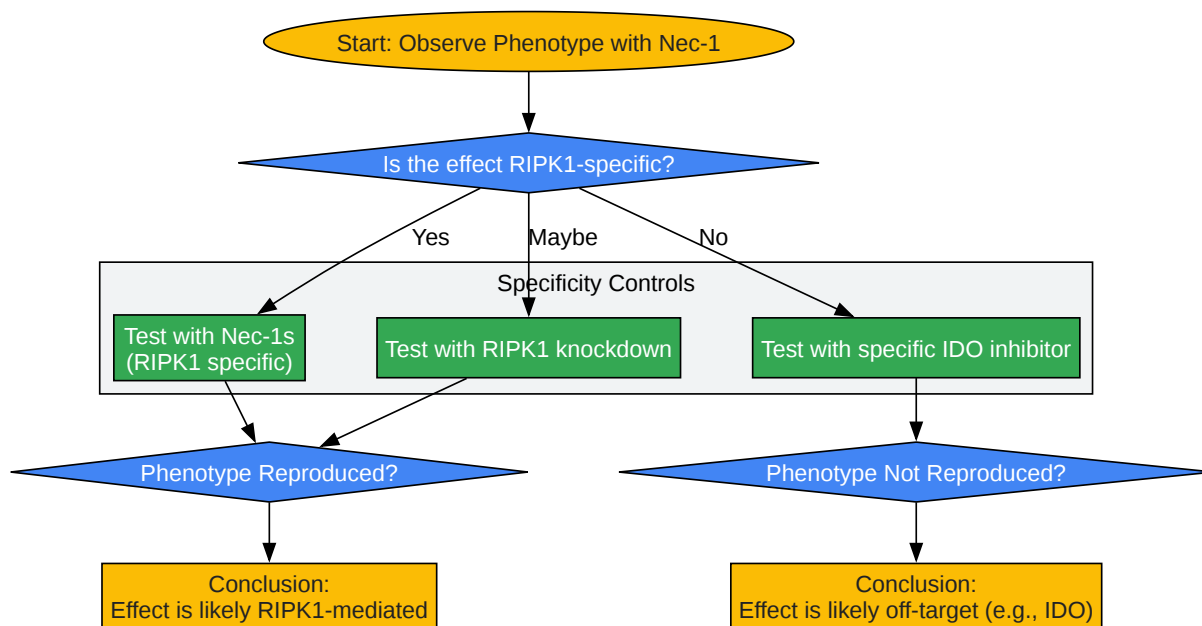 Start: Observe Phenotype with Nec-1
Is the effect RIPK1-specific?
Yes
Maybe
No
Specificity Controls
Test with Nec-1s
(RIPK1 specific)
Test with RIPK1 knockdown
Test with specific IDO inhibitor
Phenotype Reproduced?
Phenotype Not Reproduced?
Conclusion:
Effect is likely RIPK1-mediated
Conclusion:
Effect is likely off-target (e.g., IDO)